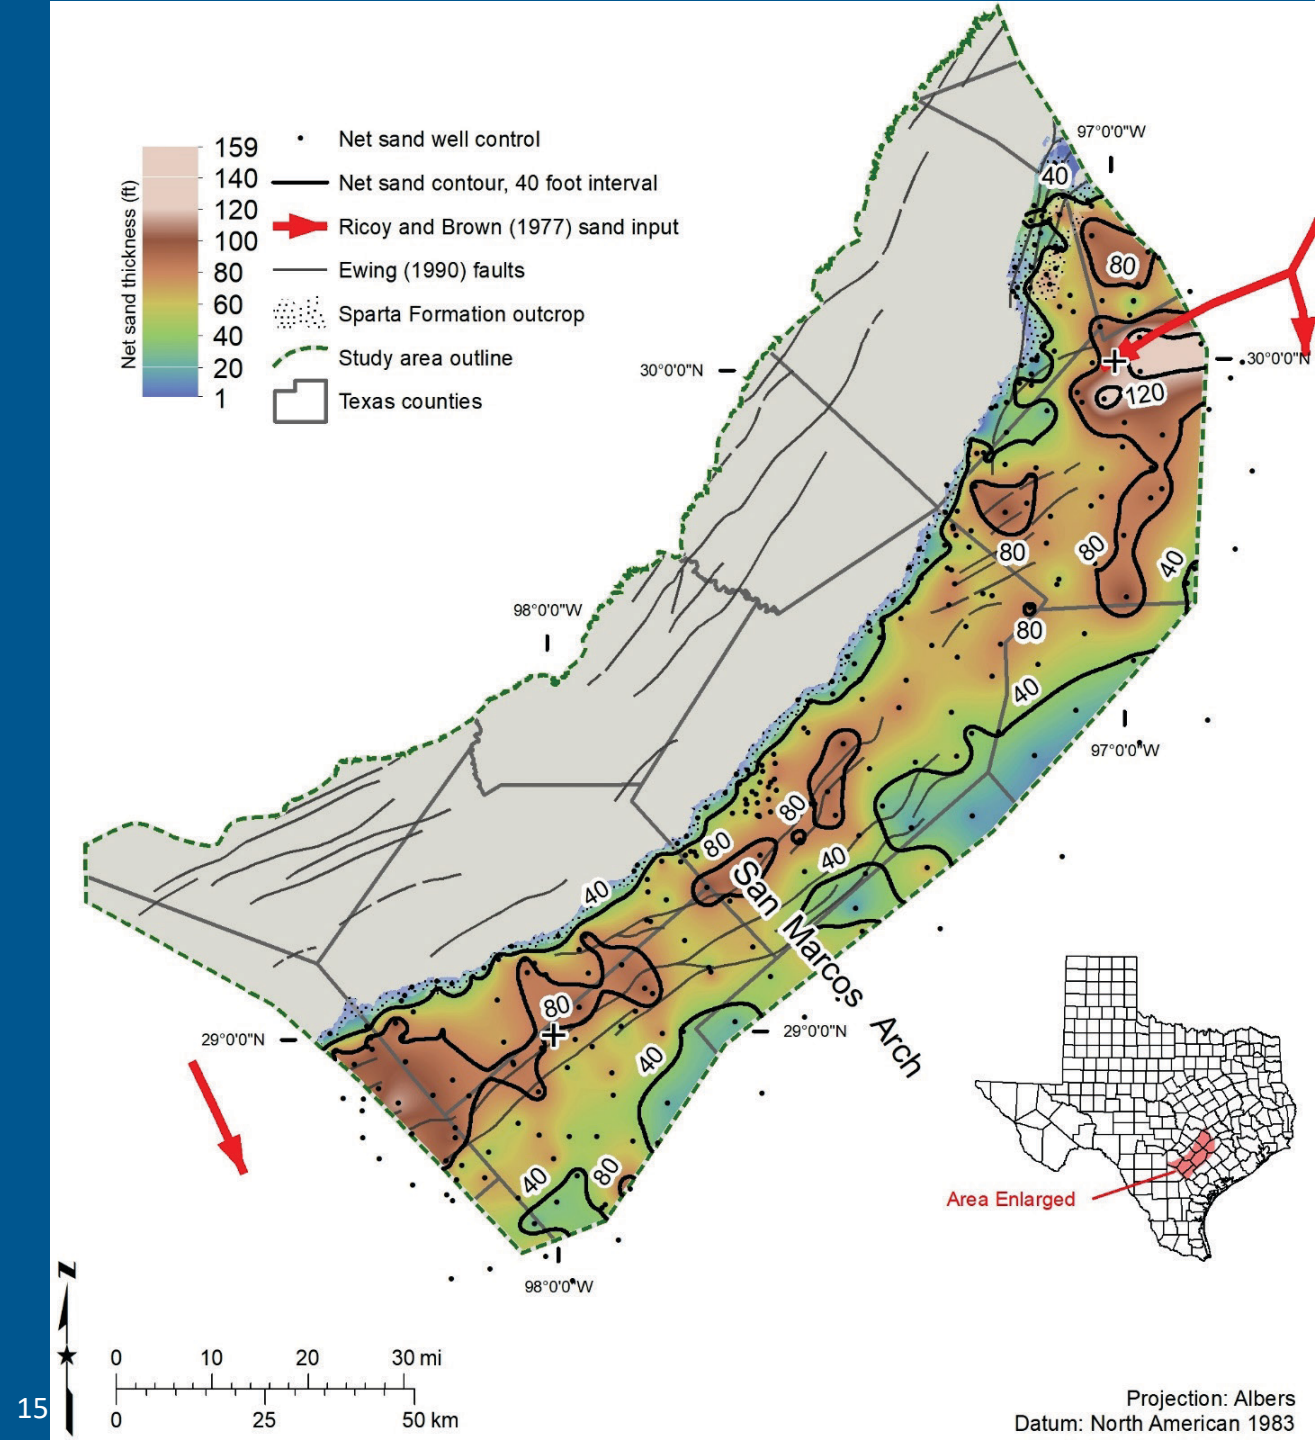 159
140
120
100
80
60
40
20
1
Net sand thickness (ft)
Net sand well control
Net sand contour, 40 foot interval
Ricoy and Brown (1977) sand input
Ewing (1990) faults
Sparta Formation outcrop
Study area outline
Texas counties
97°0'0"W
40
80
30°0'0"N
30°0'0"N
120
80
80
40
98°0'0"W
80
40
97°0'0"W
80
80
40
40
San Marcos Arch
80
29°0'0"N
29°0'0"N
40
40
80
98°0'0"W
Area Enlarged
N
0 10 20 30 mi
0 25 50 km
15
Projection: Albers
Datum: North American 1983